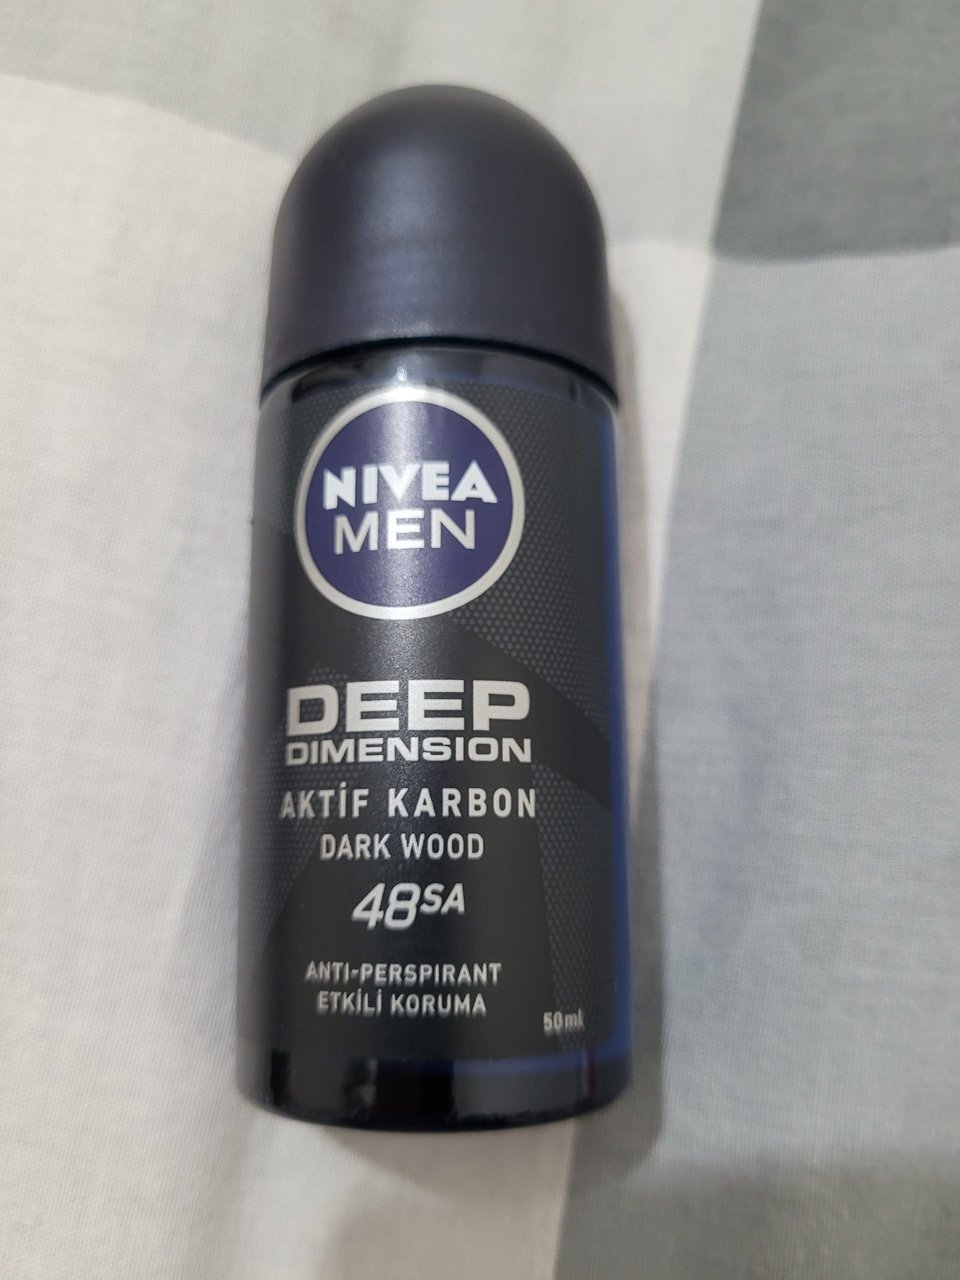 NIVEA
MEN
DEEP
DIMENSION
AKTİF KARBON
DARK WOOD
48SA
ANTI-PERSPIRANT
ETKİLİ KORUMA
50ml